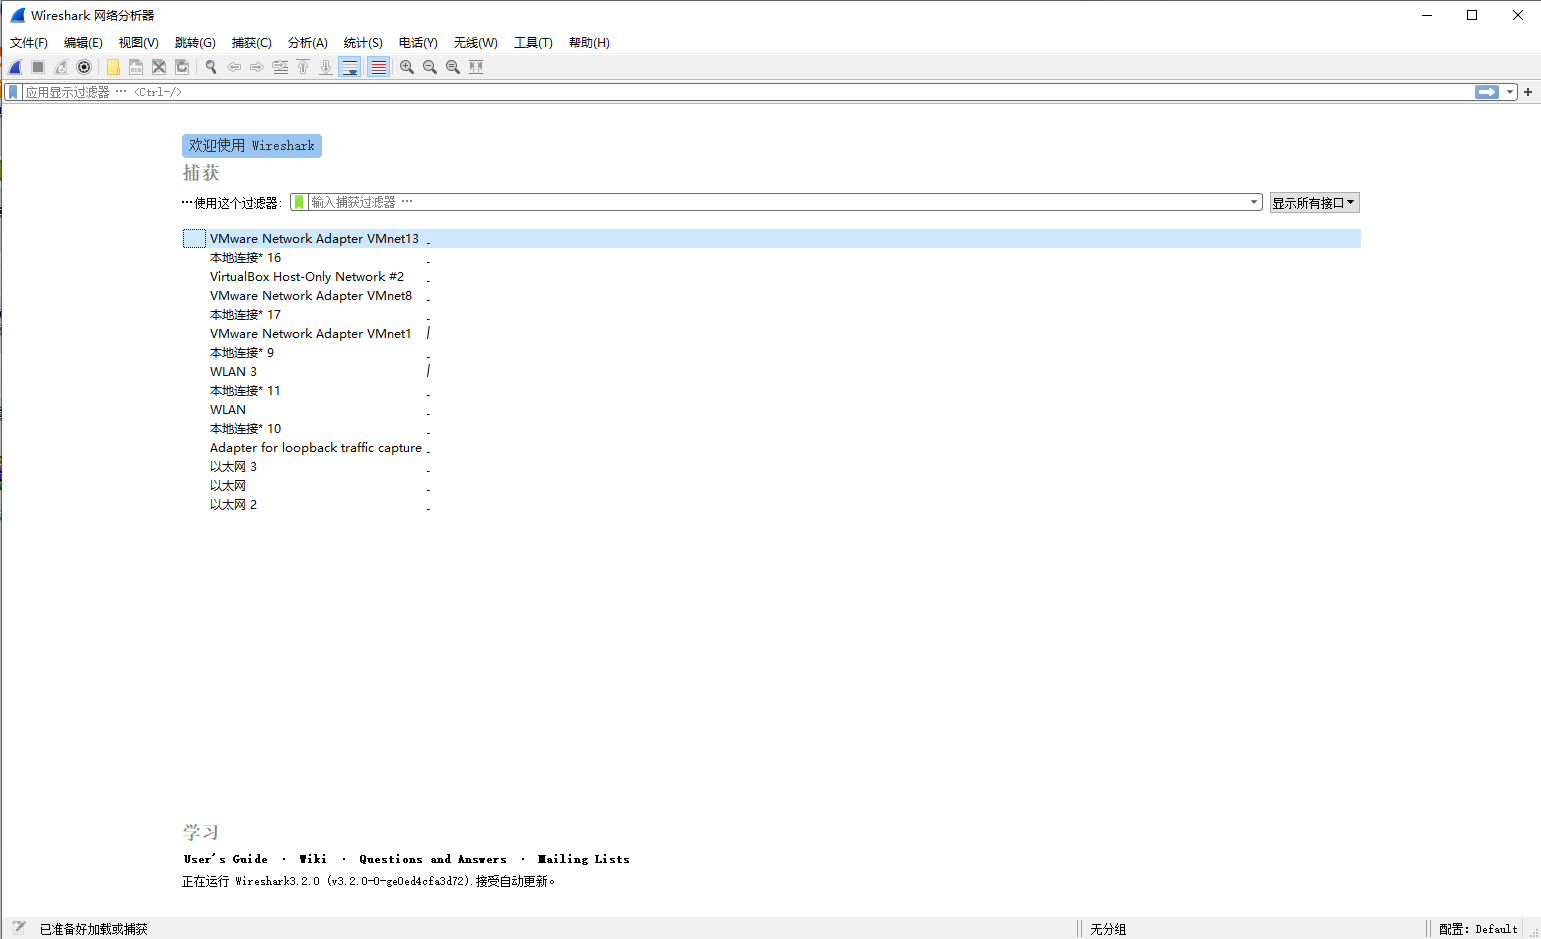 Wireshark 网络分析器
文件(F) 编辑(E) 视图(V) 跳转(G) 捕获(C) 分析(A) 统计(S) 电话(Y) 无线(W) 工具(T) 帮助(H)
应用显示过滤器 … <Ctrl-/>
欢迎使用 Wireshark
捕获
…使用这个过滤器: 输入捕获过滤器 … 显示所有接口
VMware Network Adapter VMnet13
本地连接* 16
VirtualBox Host-Only Network #2
VMware Network Adapter VMnet8
本地连接* 17
VMware Network Adapter VMnet1
本地连接* 9
WLAN 3
本地连接* 11
WLAN
本地连接* 10
Adapter for loopback traffic capture
以太网 3
以太网
以太网 2
学习
User's Guide · Wiki · Questions and Answers · Mailing Lists
正在运行 Wireshark3.2.0 (v3.2.0-0-ge0ed4cfa3d72).接受自动更新。
已准备好加载或捕获 无分组 配置: Default